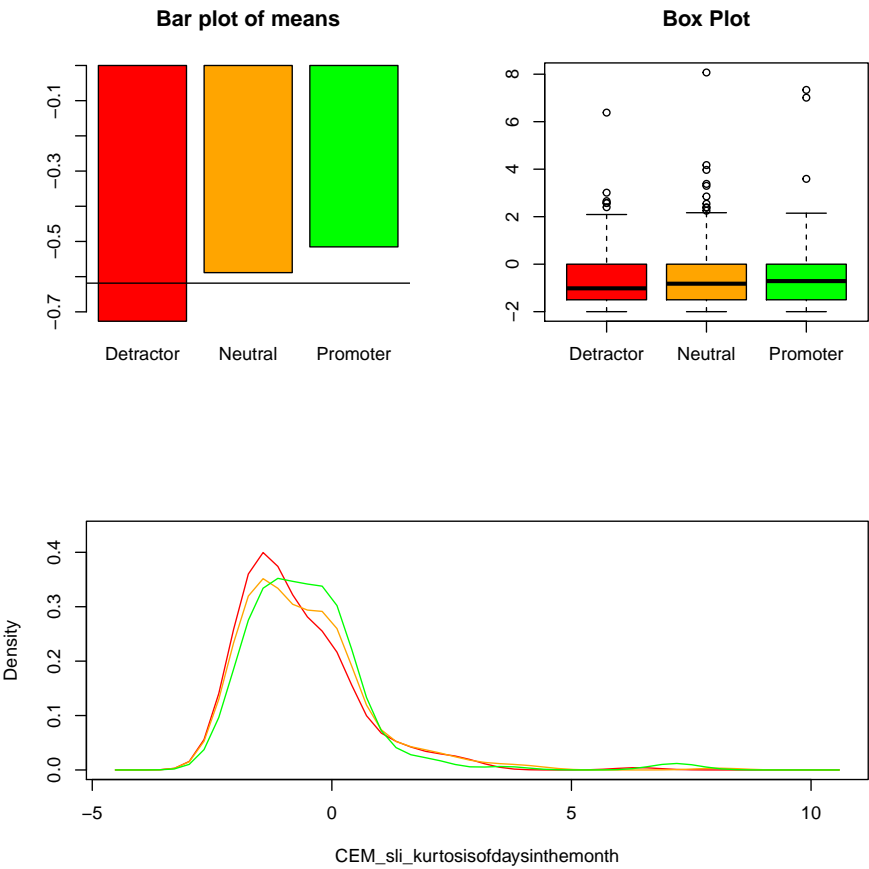 Bar plot of means
−0.1
−0.3
−0.5
−0.7
Detractor Neutral Promoter
Box Plot
8
6
4
2
0
−2
Detractor Neutral Promoter
Density
0.4
0.3
0.2
0.1
0.0
−5 0 5 10
CEM_sli_kurtosisofdaysinthemonth